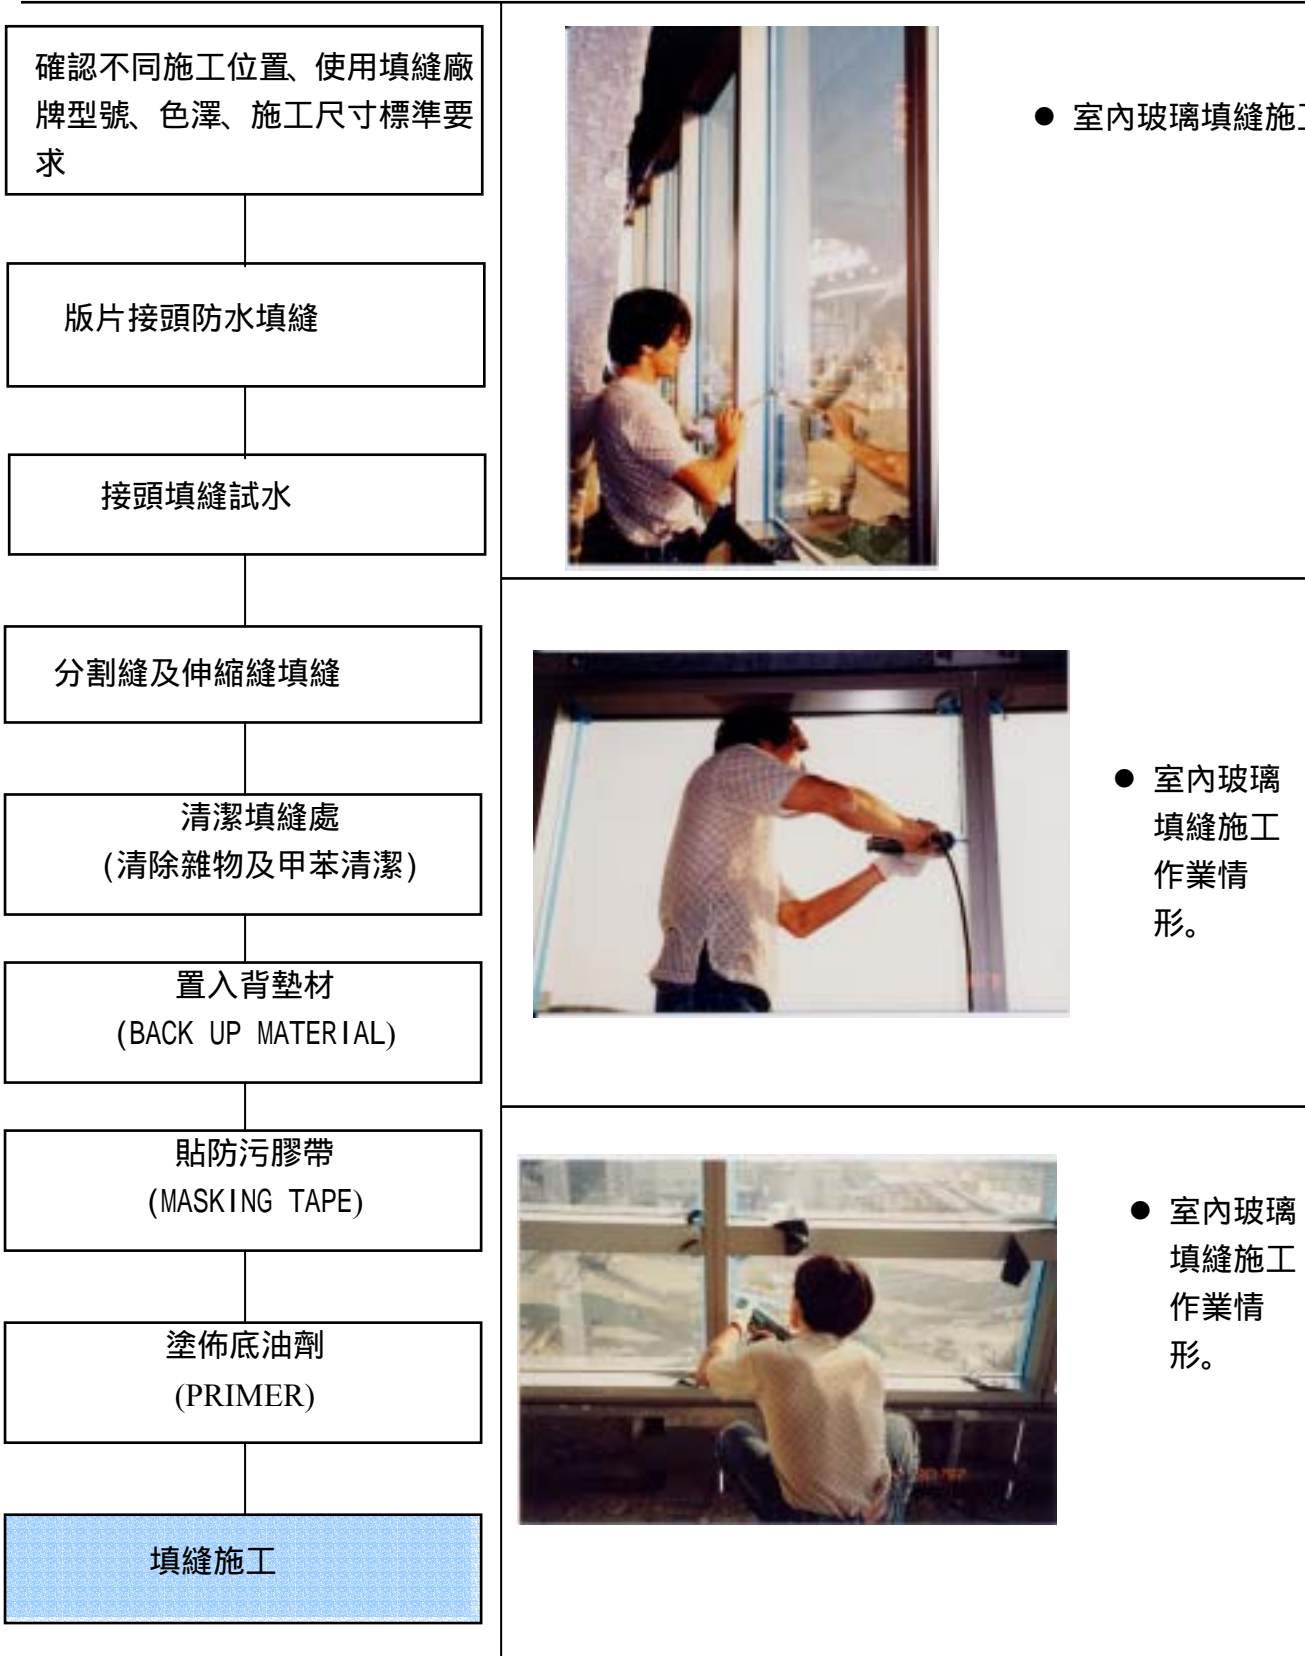 確認不同施工位置、使用填縫廠
牌型號、色澤、施工尺寸標準要
求
版片接頭防水填縫
接頭填縫試水
分割縫及伸縮縫填縫
清潔填縫處
(清除雜物及甲苯清潔)
置入背墊材
(BACK UP MATERIAL)
貼防污膠帶
(MASKING TAPE)
塗佈底油劑
(PRIMER)
填縫施工
● 室內玻璃填縫施
● 室內玻璃
填縫施工
作業情
形。
● 室內玻璃
填縫施工
作業情
形。